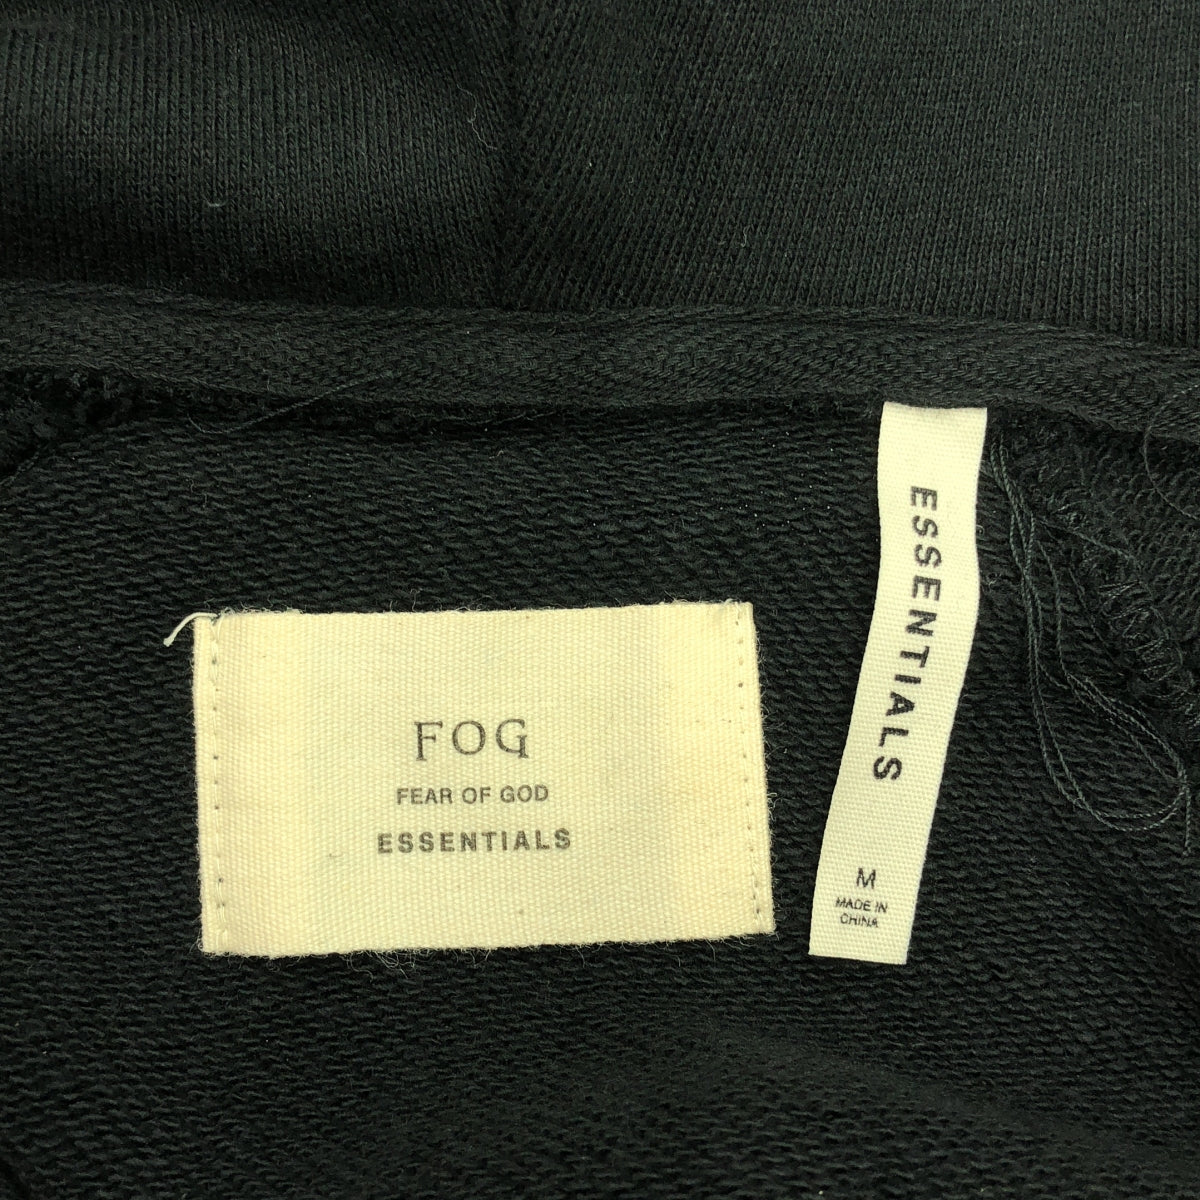 FOG
FEAR OF GOD
ESSENTIALS
ESSENTIALS
M
MADE IN
CHINA